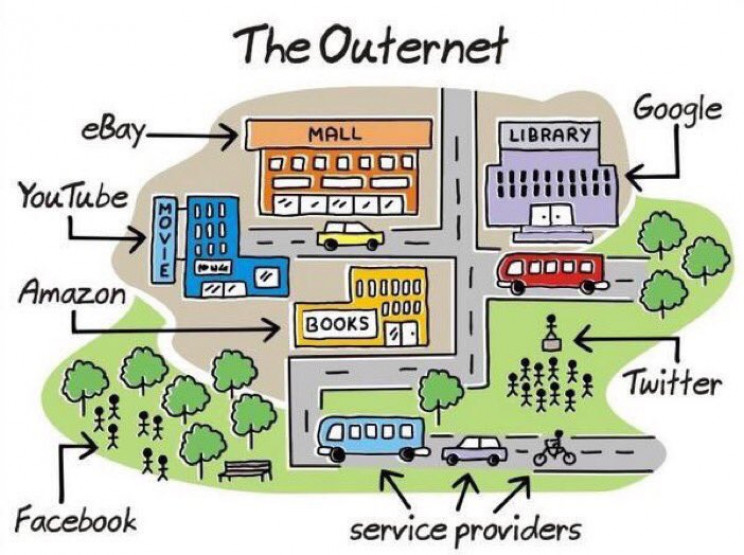 The Outernet
eBay
MALL
LIBRARY
Google
YouTube
MOVIE
Amazon
BOOKS
Twitter
Facebook
service providers